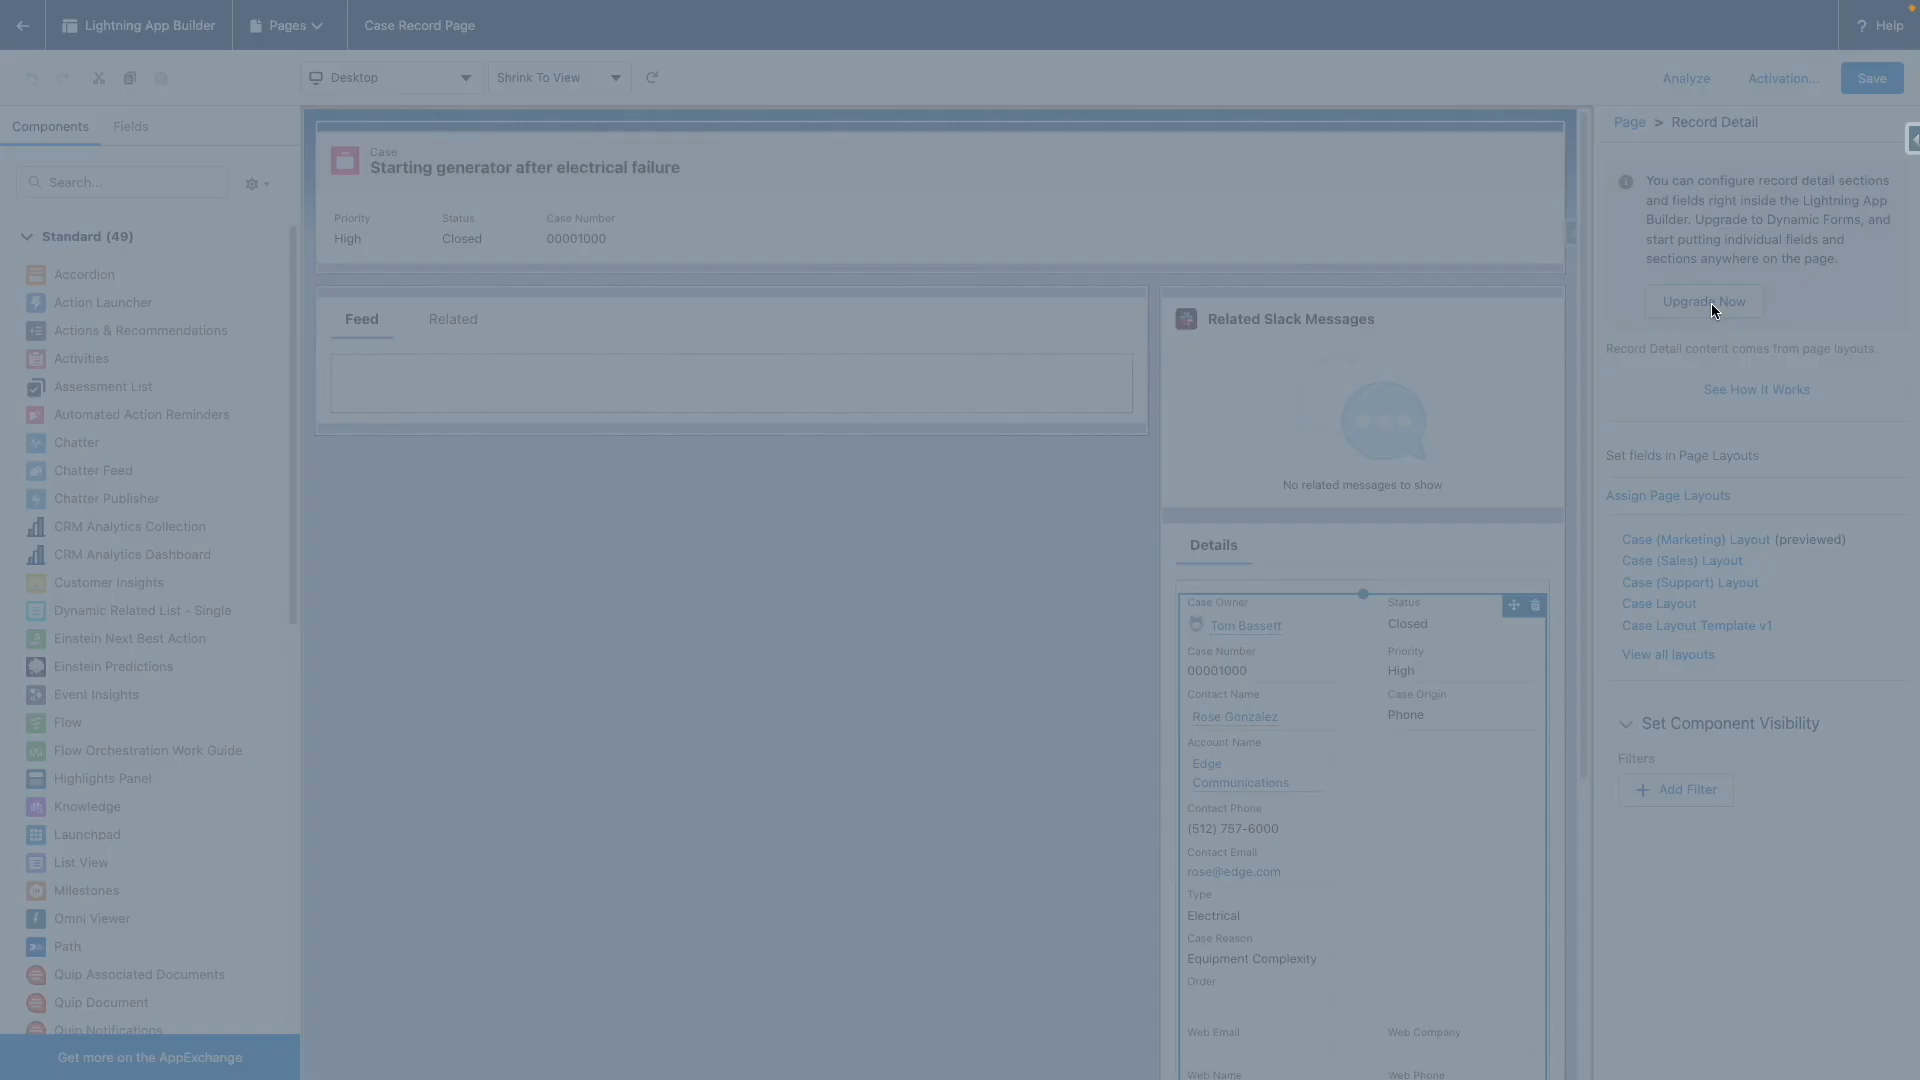 Lightning App Builder
Pages
Case Record Page
? Help
Desktop
Shrink To View
Analyze
Activation...
Save
Components
Fields
Search...
Standard (49)
Accordion
Action Launcher
Actions & Recommendations
Activities
Assessment List
Automated Action Reminders
Chatter
Chatter Feed
Chatter Publisher
CRM Analytics Collection
CRM Analytics Dashboard
Customer Insights
Dynamic Related List - Single
Einstein Next Best Action
Einstein Predictions
Event Insights
Flow
Flow Orchestration Work Guide
Highlights Panel
Knowledge
Launchpad
List View
Milestones
Omni Viewer
Path
Quip Associated Documents
Quip Document
Quip Notifications
Get more on the AppExchange
Case
Starting generator after electrical failure
Priority
Status
Case Number
High
Closed
00001000
Feed
Related
Related Slack Messages
No related messages to show
Details
Case Owner
Status
Tom Bassett
Closed
Case Number
Priority
00001000
High
Contact Name
Case Origin
Rose Gonzalez
Phone
Account Name
Edge
Communications
Contact Phone
(512) 757-6000
Contact Email
rose@edge.com
Type
Electrical
Case Reason
Equipment Complexity
Order
Web Email
Web Company
Web Name
Web Phone
Page > Record Detail
You can configure record detail sections
and fields right inside the Lightning App
Builder. Upgrade to Dynamic Forms, and
start putting individual fields and
sections anywhere on the page.
Upgrade Now
Record Detail content comes from page layouts.
See How It Works
Set fields in Page Layouts
Assign Page Layouts
Case (Marketing) Layout (previewed)
Case (Sales) Layout
Case (Support) Layout
Case Layout
Case Layout Template v1
View all layouts
Set Component Visibility
Filters
+ Add Filter